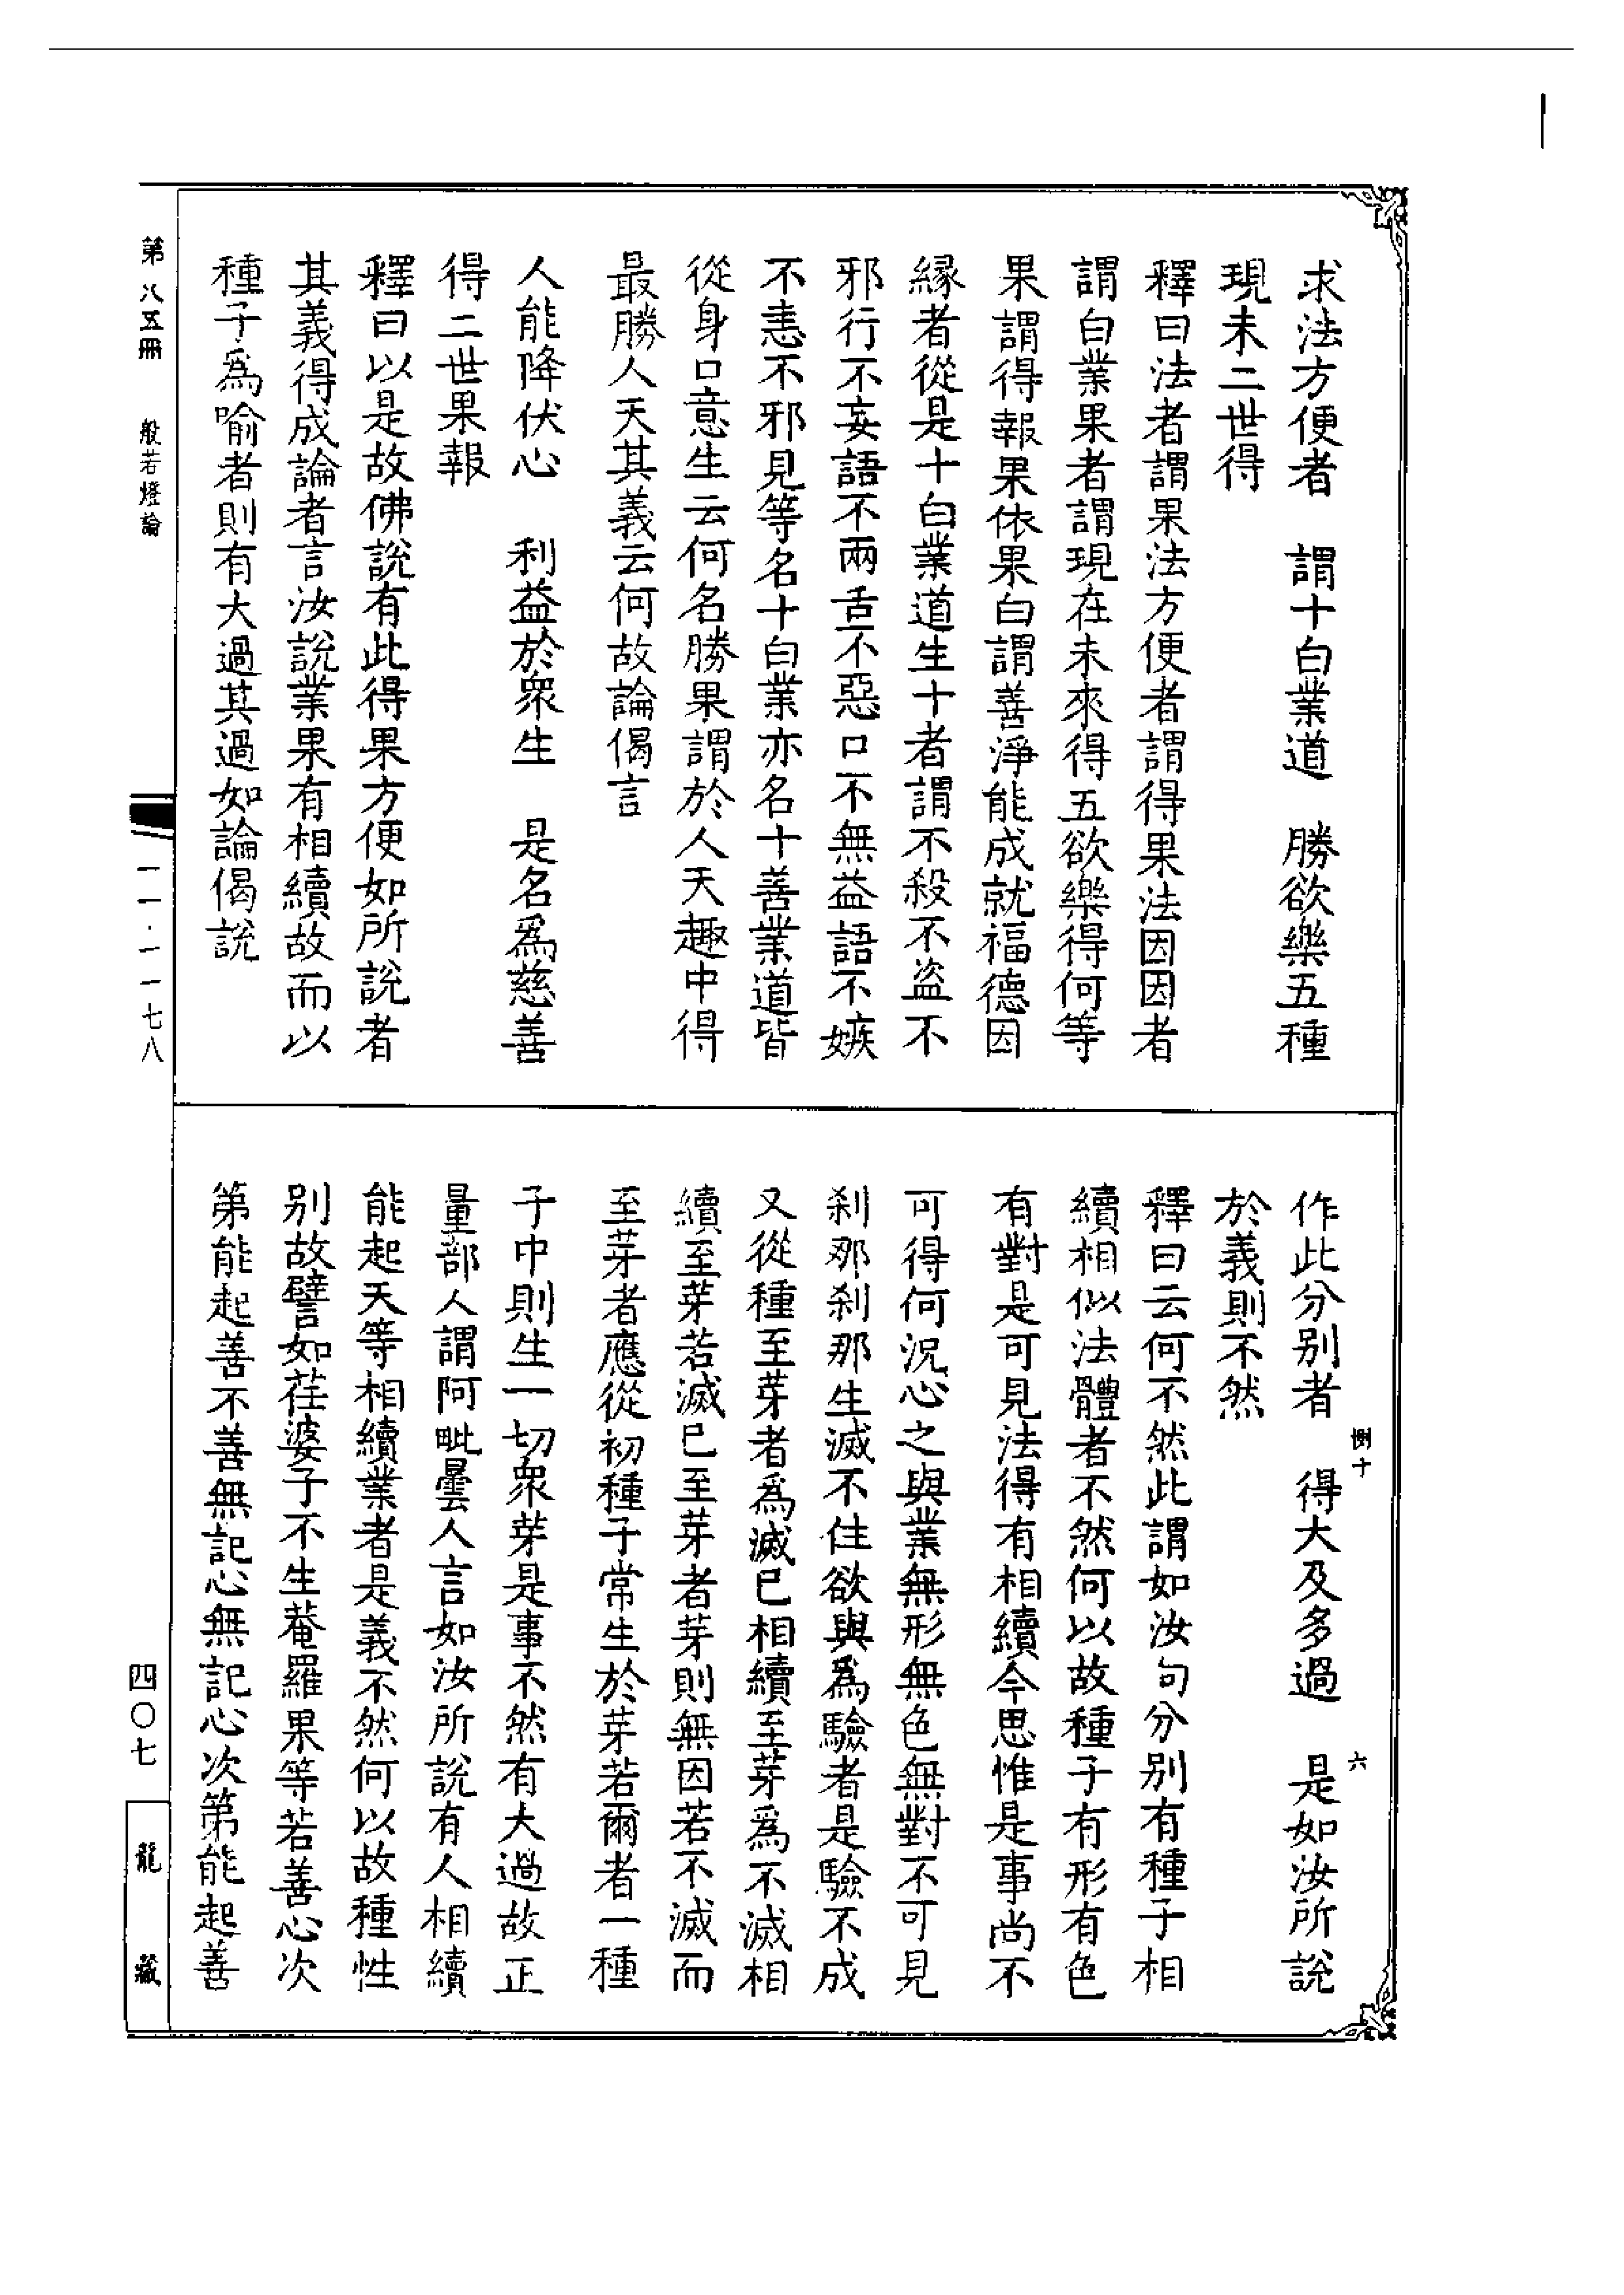 求法方便者　謂十白業道　勝欲樂五種
現未二世得
釋曰法者謂果法方便者謂得果法因因者
謂白業果者謂現在未來得五欲樂得何等
果謂得報果依果白謂善淨能成就福德因
緣者從是十白業道生十者謂不殺不盜不
邪行不妄語不兩舌不惡口不無益語不嫉
不恚不邪見等名十白業亦名十善業道皆
從身口意生云何名勝果謂於人天趣中得
最勝人天其義云何故論偈言
人能降伏心　利益於眾生　是名為慈善
得二世果報
釋曰以是故佛說有此得果方便如所說者
其義得成論者言汝說業果有相續故而以
種子為喻者則有大過其過如論偈說
作此分別者　得大及多過　是如汝所說
於義則不然
釋曰云何不然此謂如汝向分別有種子相
續相似法體者不然何以故種子有形有色
有對是可見法得有相續今思惟是事尚不
可得何況心之與業無形無色無對不可見
剎那剎那生滅不住欲與為驗者是驗不成
又從種至芽者為滅已相續至芽為不滅相
續至芽若滅已至芽者芽則無因若不滅而
至芽者應從初種子常生於芽若爾者一種
子中則生一切眾芽是事不然有大過故正
量部人謂阿毗曇人言如汝所說有人相續
能起天等相續業者是義不然何以故種性
別故譬如荏婆子不生菴羅果等若善心次
第能起善不善無記心無記心次第能起善
第八五冊　般若燈論
一一·一一七八
四〇七
龍藏
六